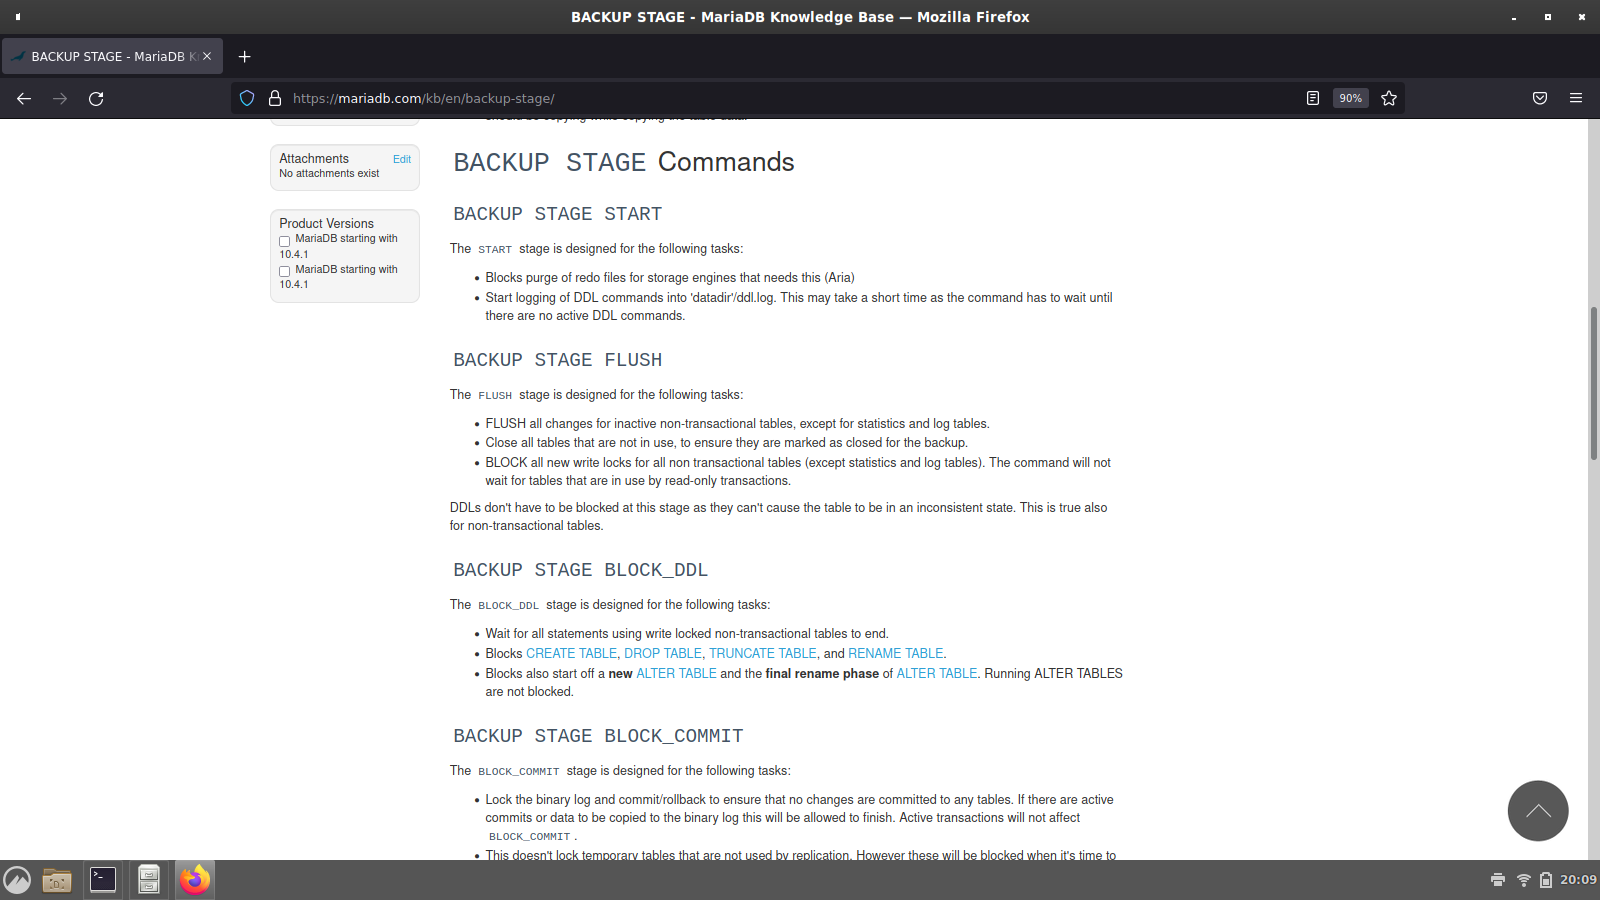 BACKUP STAGE - MariaDB Knowledge Base — Mozilla Firefox
BACKUP STAGE - MariaDB K
https://mariadb.com/kb/en/backup-stage/
90%
should be copying while copying the table data.
Attachments Edit
No attachments exist
Product Versions
MariaDB starting with
10.4.1
MariaDB starting with
10.4.1
BACKUP STAGE Commands
BACKUP STAGE START
The START stage is designed for the following tasks:
• Blocks purge of redo files for storage engines that needs this (Aria)
• Start logging of DDL commands into 'datadir'/ddl.log. This may take a short time as the command has to wait until
there are no active DDL commands.
BACKUP STAGE FLUSH
The FLUSH stage is designed for the following tasks:
• FLUSH all changes for inactive non-transactional tables, except for statistics and log tables.
• Close all tables that are not in use, to ensure they are marked as closed for the backup.
• BLOCK all new write locks for all non transactional tables (except statistics and log tables). The command will not
wait for tables that are in use by read-only transactions.
DDLs don't have to be blocked at this stage as they can't cause the table to be in an inconsistent state. This is true also
for non-transactional tables.
BACKUP STAGE BLOCK_DDL
The BLOCK_DDL stage is designed for the following tasks:
• Wait for all statements using write locked non-transactional tables to end.
• Blocks CREATE TABLE, DROP TABLE, TRUNCATE TABLE, and RENAME TABLE.
• Blocks also start off a new ALTER TABLE and the final rename phase of ALTER TABLE. Running ALTER TABLES
are not blocked.
BACKUP STAGE BLOCK_COMMIT
The BLOCK_COMMIT stage is designed for the following tasks:
• Lock the binary log and commit/rollback to ensure that no changes are committed to any tables. If there are active
commits or data to be copied to the binary log this will be allowed to finish. Active transactions will not affect
BLOCK_COMMIT.
• This doesn't lock temporary tables that are not used by replication. However these will be blocked when it's time to
20:09